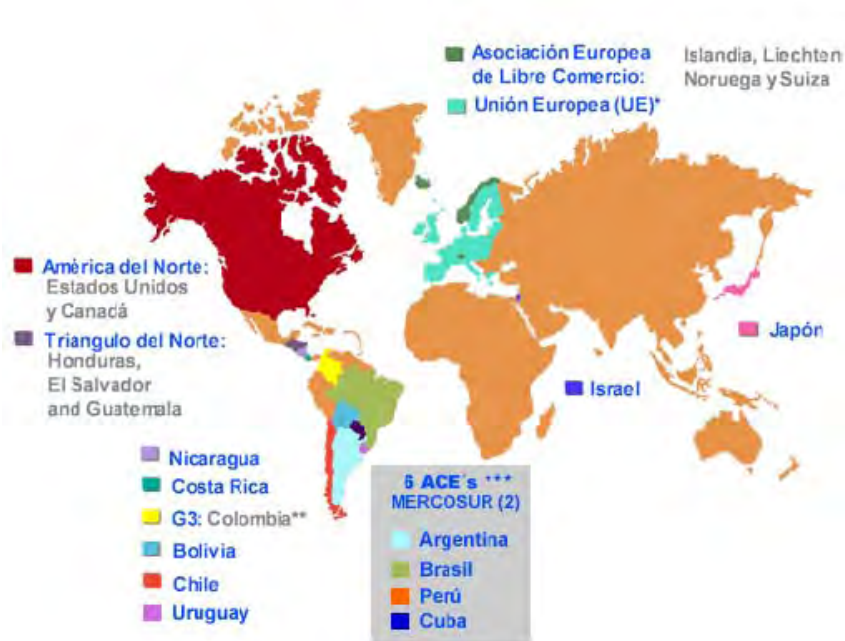 Asociación Europea
de Libre Comercio:
Islandia, Liechten
Noruega y Suiza
Unión Europea (UE)*
América del Norte:
Estados Unidos
y Canadá
Triangulo del Norte:
Honduras,
El Salvador
and Guatemala
Japón
Israel
Nicaragua
Costa Rica
G3: Colombia**
Bolivia
Chile
Uruguay
6 ACE´s ***
MERCOSUR (2)
Argentina
Brasil
Perú
Cuba